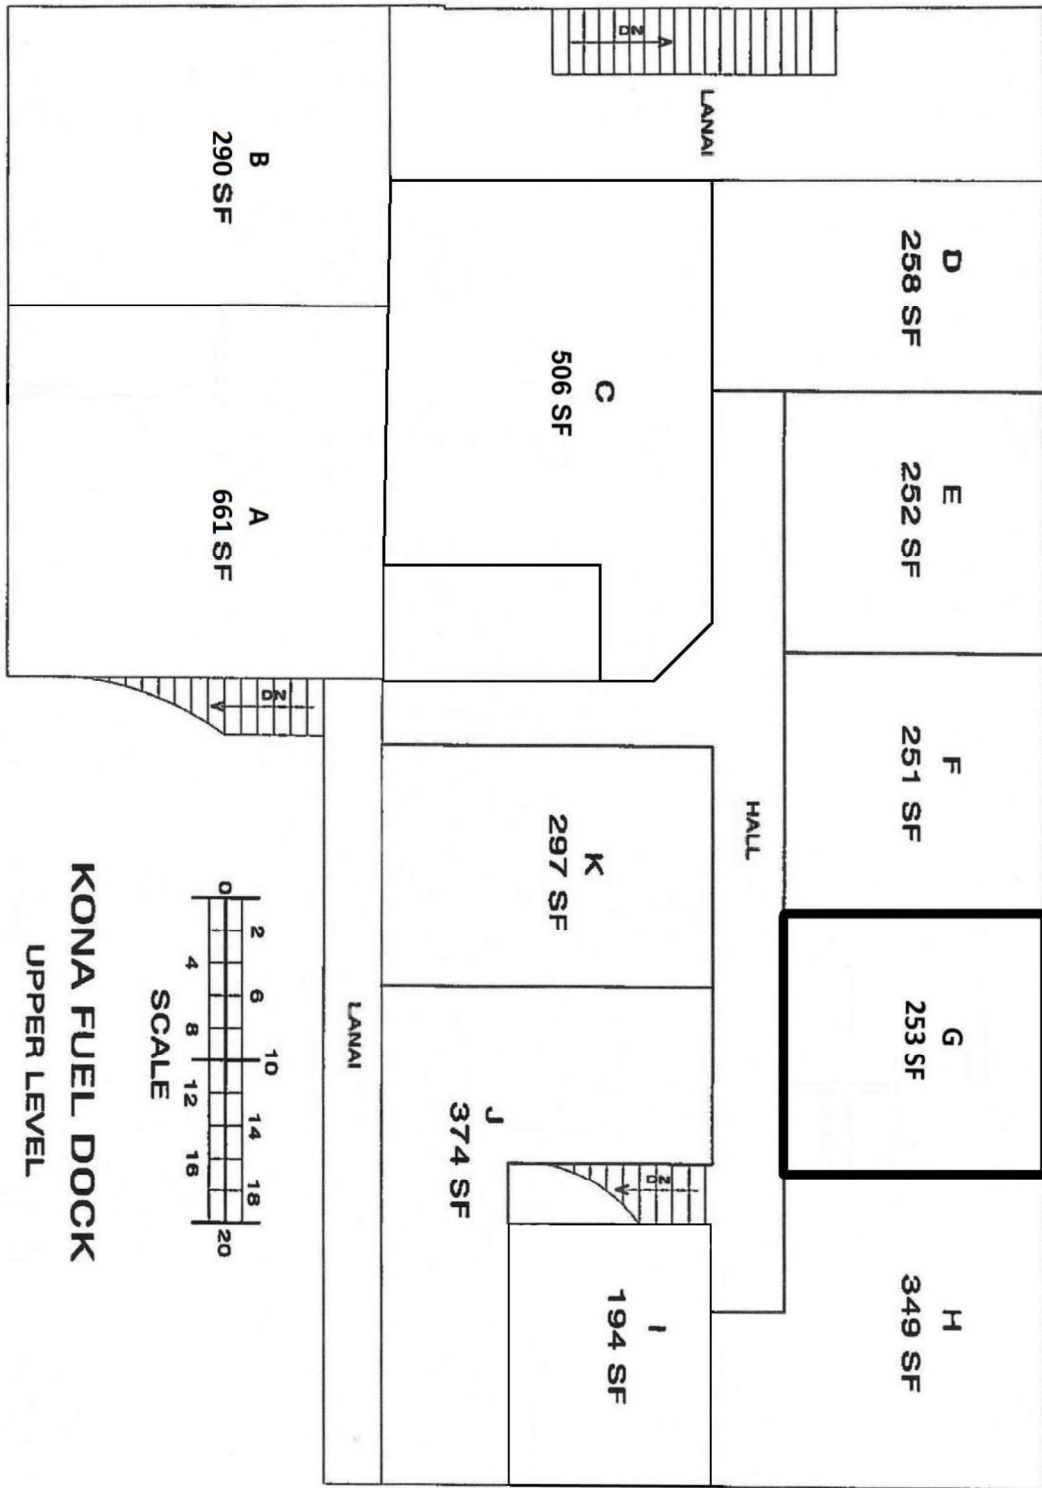 DN
LANAI
B
290 SF
A
661 SF
C
506 SF
D
258 SF
E
252 SF
F
251 SF
G
253 SF
H
349 SF
HALL
K
297 SF
J
374 SF
DN
I
194 SF
DN
LANAI
0 2 4 6 8 10 12 14 16 18 20
SCALE
KONA FUEL DOCK
UPPER LEVEL